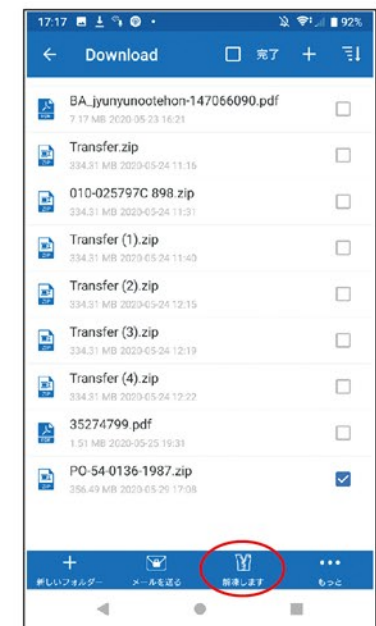 17:17 92%
Download 完了
BA_jyunyunootehon-147066090.pdf
7.17 MB 2020-05-23 16:21
Transfer.zip
334.31 MB 2020-05-24 11:16
010-025797C 898.zip
334.31 MB 2020-05-24 11:31
Transfer (1).zip
334.31 MB 2020-05-24 11:40
Transfer (2).zip
334.31 MB 2020-05-24 12:15
Transfer (3).zip
334.31 MB 2020-05-24 12:19
Transfer (4).zip
334.31 MB 2020-05-24 12:22
35274799.pdf
1.51 MB 2020-05-25 19:31
PO-54-0136-1987.zip
356.49 MB 2020-05-29 17:08
新しいフォルダー メールを送る 解凍します もっと